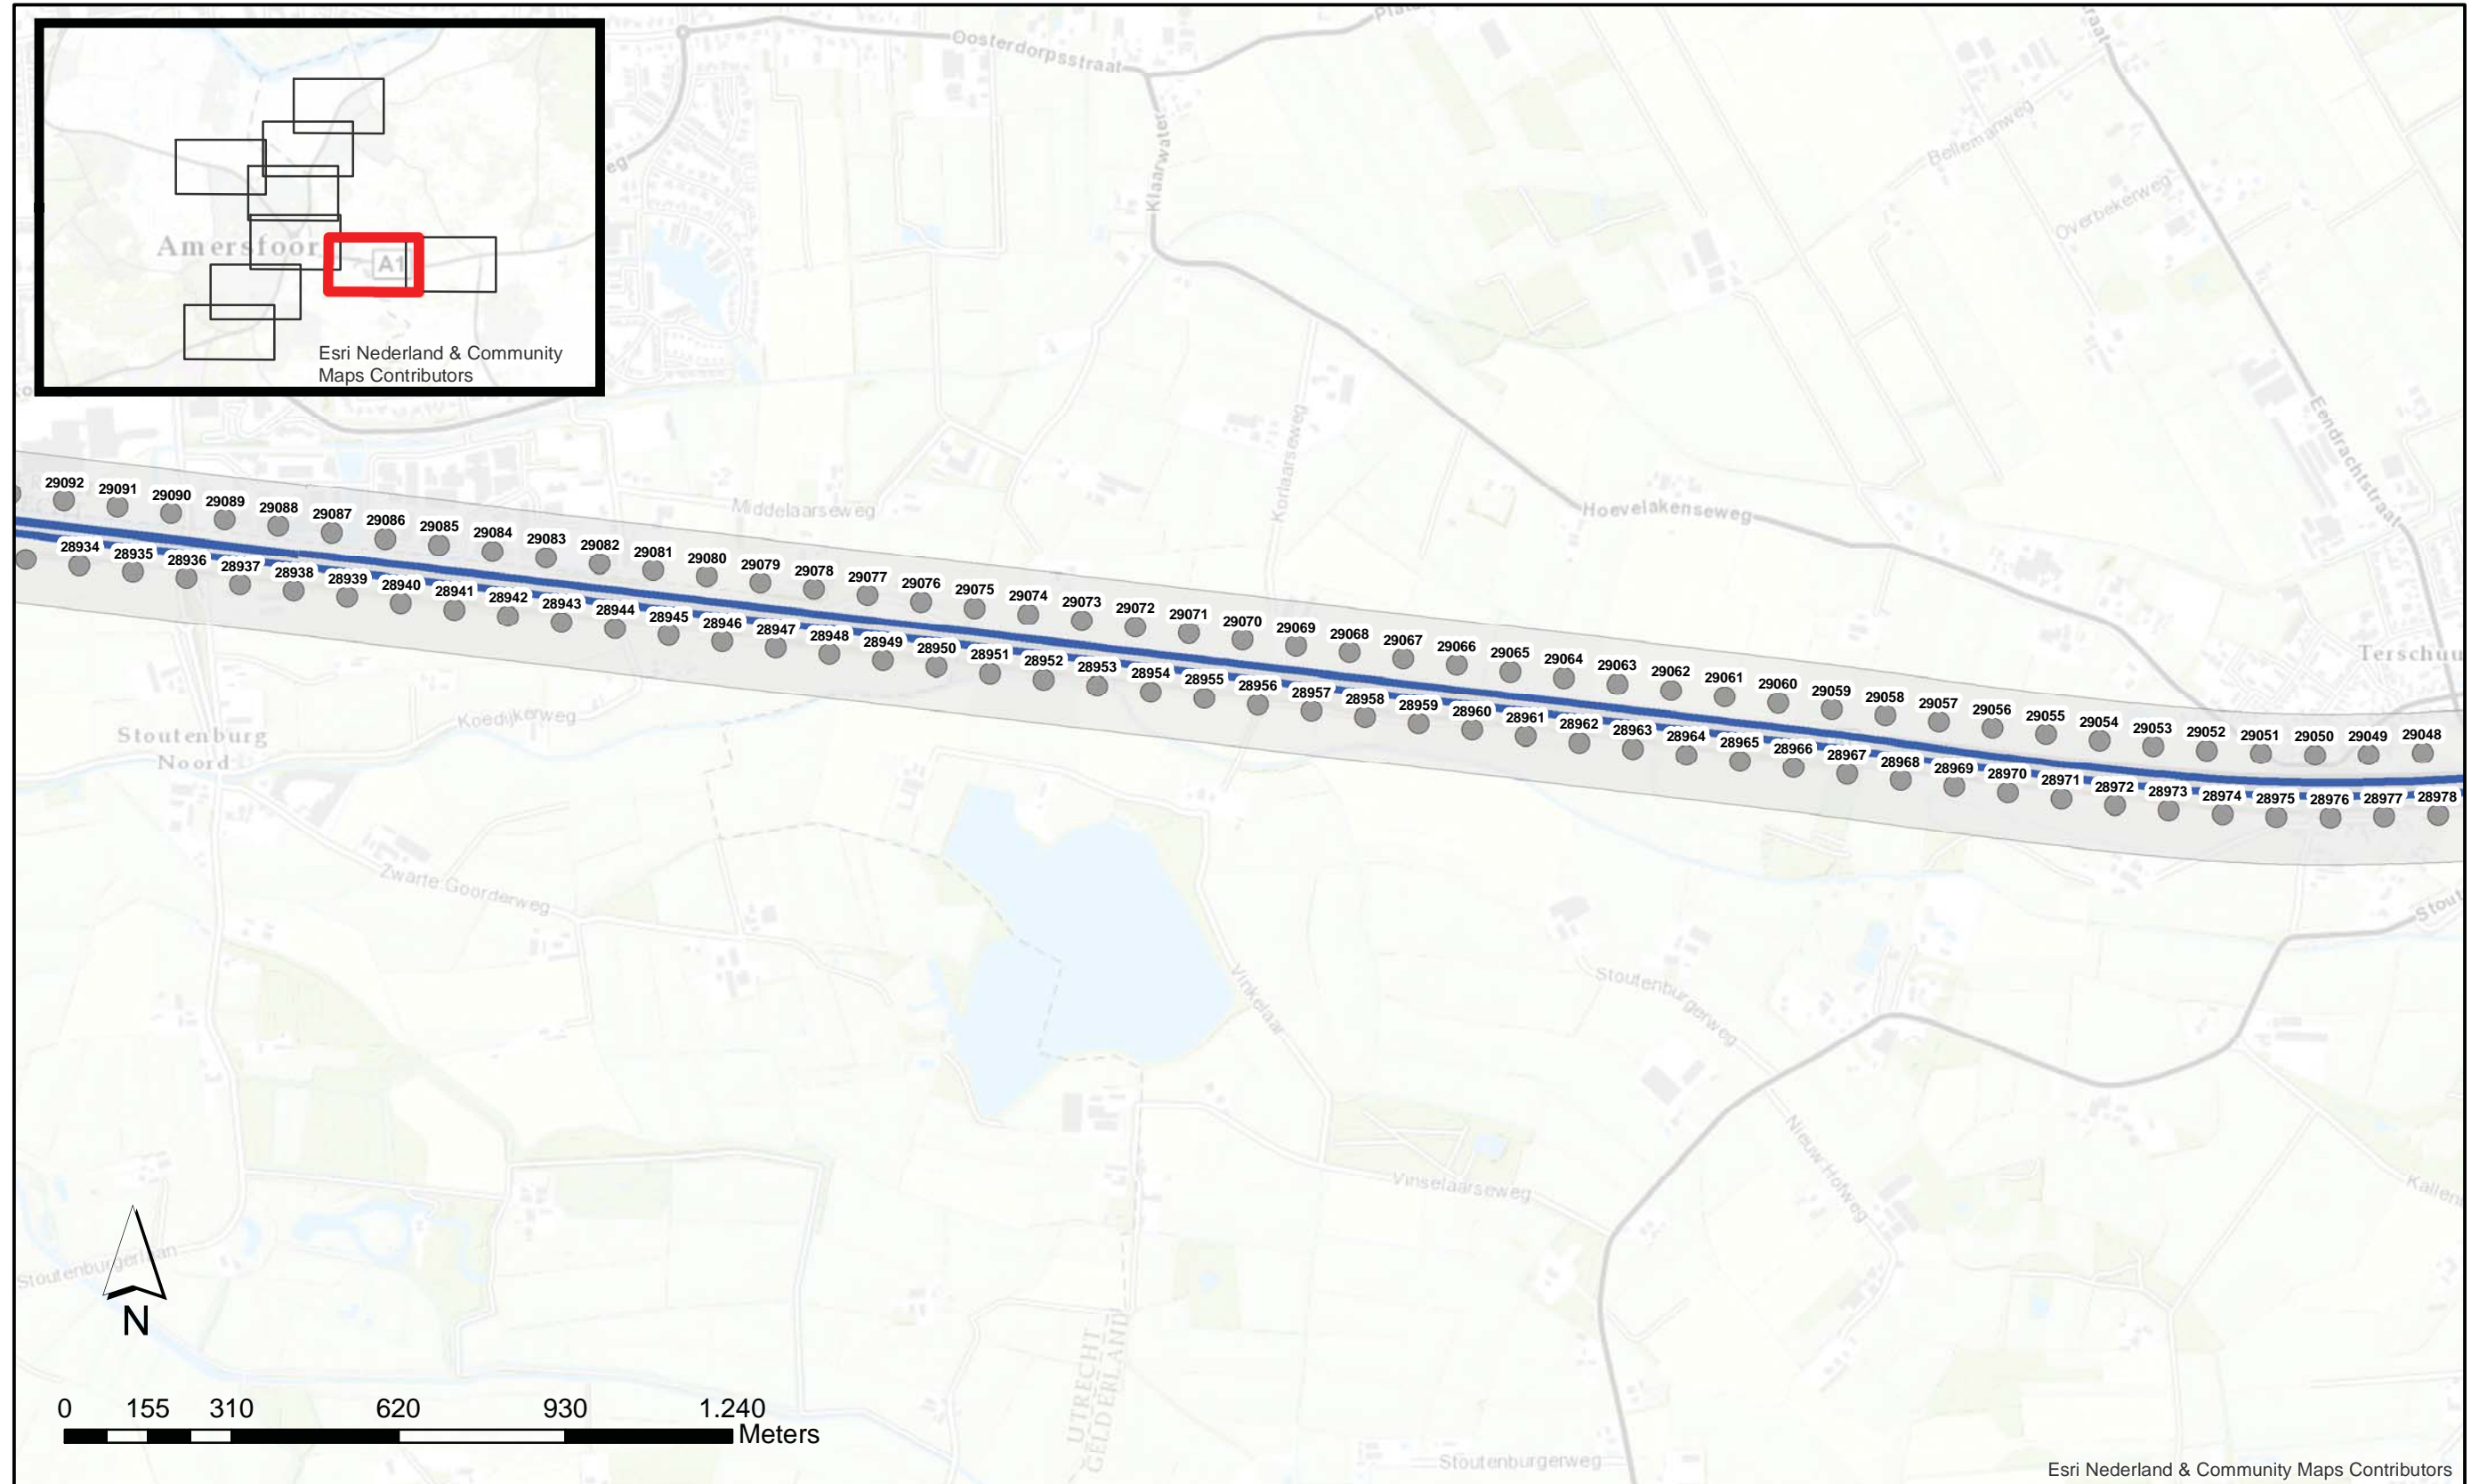 Oosterdorpsstraat
Klaarwater
Bellemanweg
Overbekerweg
Eendrachtstraat
Amersfoor
A1
Esri Nederland & Community
Maps Contributors
Middelaarseweg
Korlaarseweg
Hoevelakenseweg
29092 29091 29090 29089 29088 29087 29086 29085 29084 29083 29082 29081 29080 29079 29078 29077 29076 29075 29074 29073 29072 29071 29070 29069 29068 29067 29066 29065 29064 29063 29062 29061 29060 29059 29058 29057 29056 29055 29054 29053 29052 29051 29050 29049 29048
28934 28935 28936 28937 28938 28939 28940 28941 28942 28943 28944 28945 28946 28947 28948 28949 28950 28951 28952 28953 28954 28955 28956 28957 28958 28959 28960 28961 28962 28963 28964 28965 28966 28967 28968 28969 28970 28971 28972 28973 28974 28975 28976 28977 28978
Terschuu
Koedijkerweg
Stoutenburg
Noord
Zwarte Goorderweg
Stout
Vinkelaar
Stoutenburgerweg
Nieuw Hofweg
Vinselaarseweg
Kallen
Stoutenburgerlaan
N
UTRECHT
GELDERLAND
0 155 310 620 930 1.240
Meters
Stoutenburgerweg
Esri Nederland & Community Maps Contributors